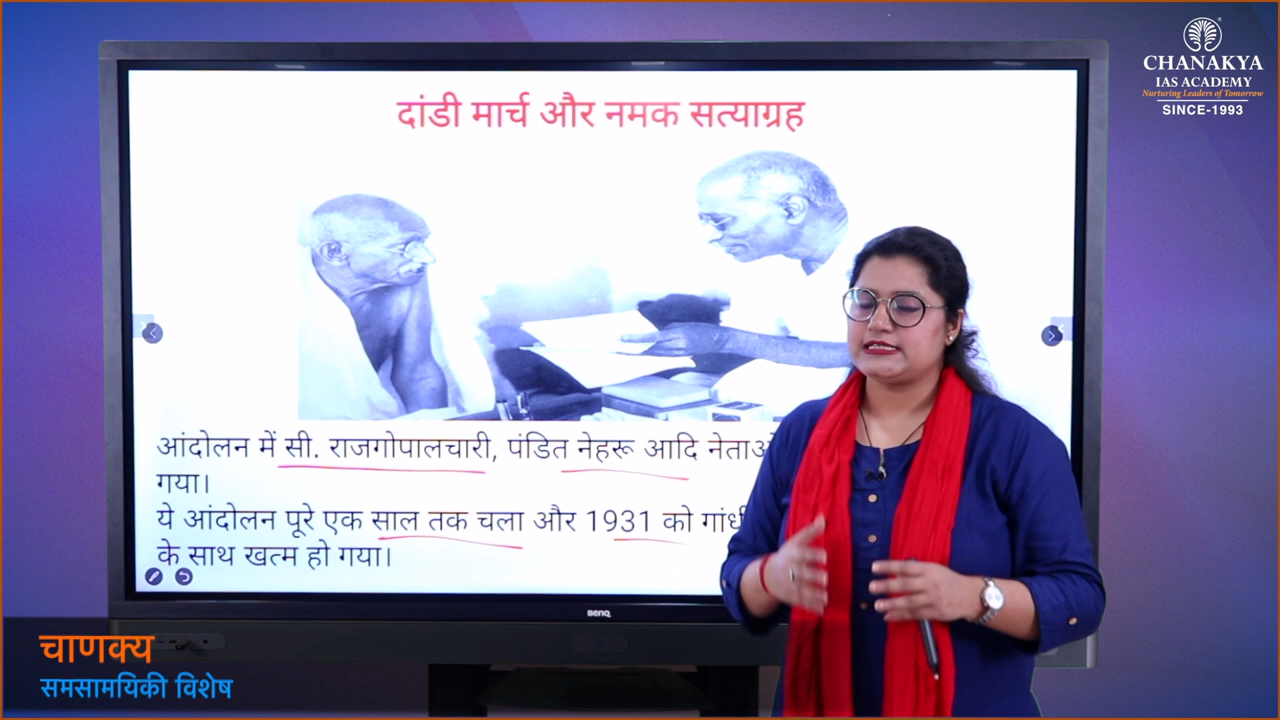 CHANAKYA
IAS ACADEMY
Nurturing Leaders of Tomorrow
SINCE-1993
दांडी मार्च और नमक सत्याग्रह
आंदोलन में सी. राजगोपालचारी, पंडित नेहरू आदि
गया।
ये आंदोलन पूरे एक साल तक चला और 1931 को
के साथ खत्म हो गया।
BenQ
चाणक्य
समसामयिकी विशेष